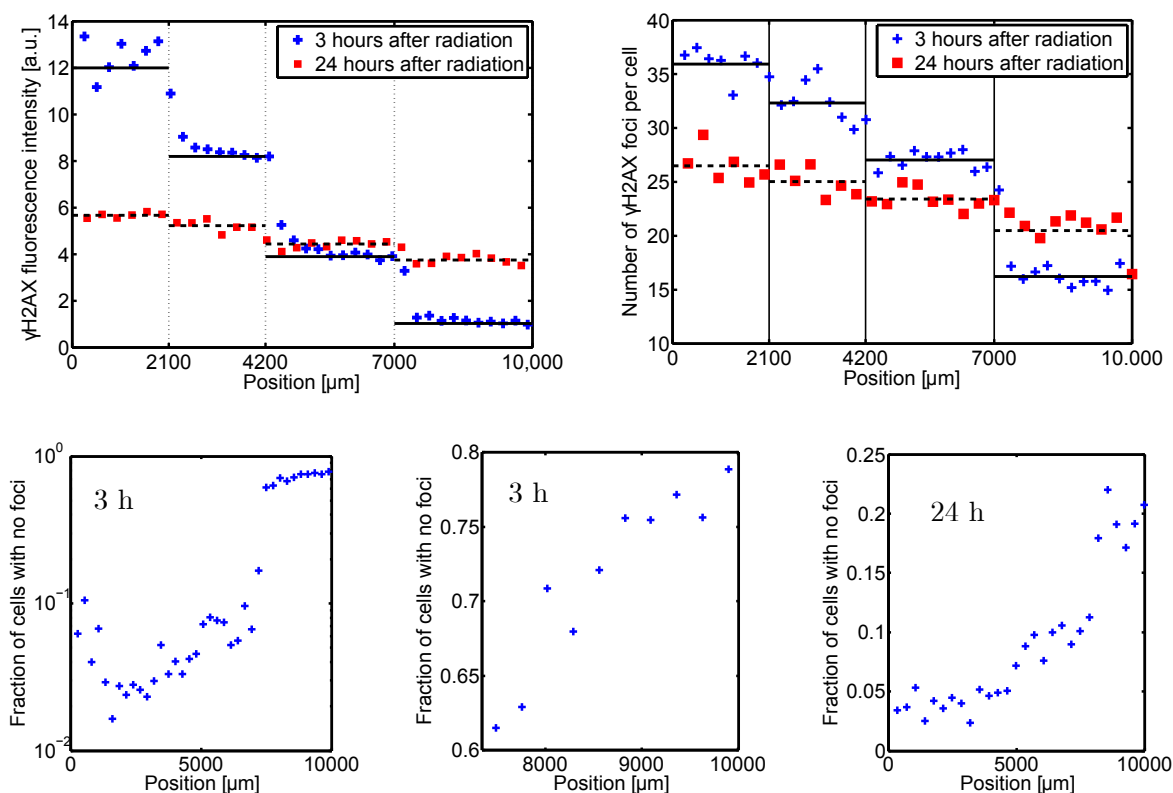 γH2AX fluorescence intensity [a.u.]
14
12
10
8
6
4
2
0
2100
4200
7000
10,000
Position [µm]
3 hours after radiation
24 hours after radiation
Number of γH2AX foci per cell
40
35
30
25
20
15
10
0
2100
4200
7000
10.000
Position [µm]
3 hours after radiation
24 hours after radiation
Fraction of cells with no foci
10^0
10^-1
10^-2
0
5000
10000
Position [µm]
3 h
Fraction of cells with no foci
0.8
0.75
0.7
0.65
0.6
8000
9000
10000
Position [µm]
3 h
Fraction of cells with no foci
0.25
0.2
0.15
0.1
0.05
0
0
5000
10000
Position [µm]
24 h